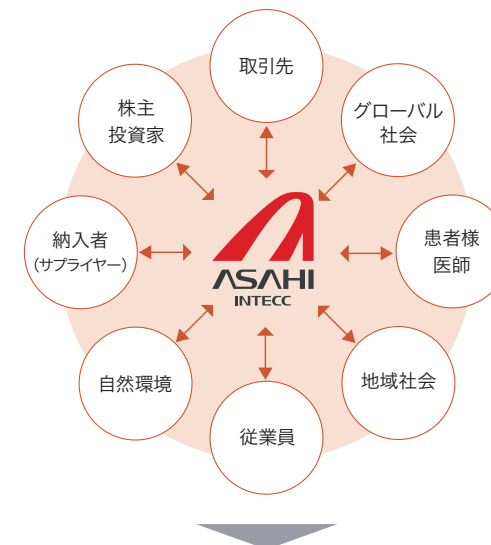 取引先
株主
投資家
グローバル
社会
納入者
(サプライヤー)
患者様
医師
ASAHI
INTECC
自然環境
地域社会
従業員